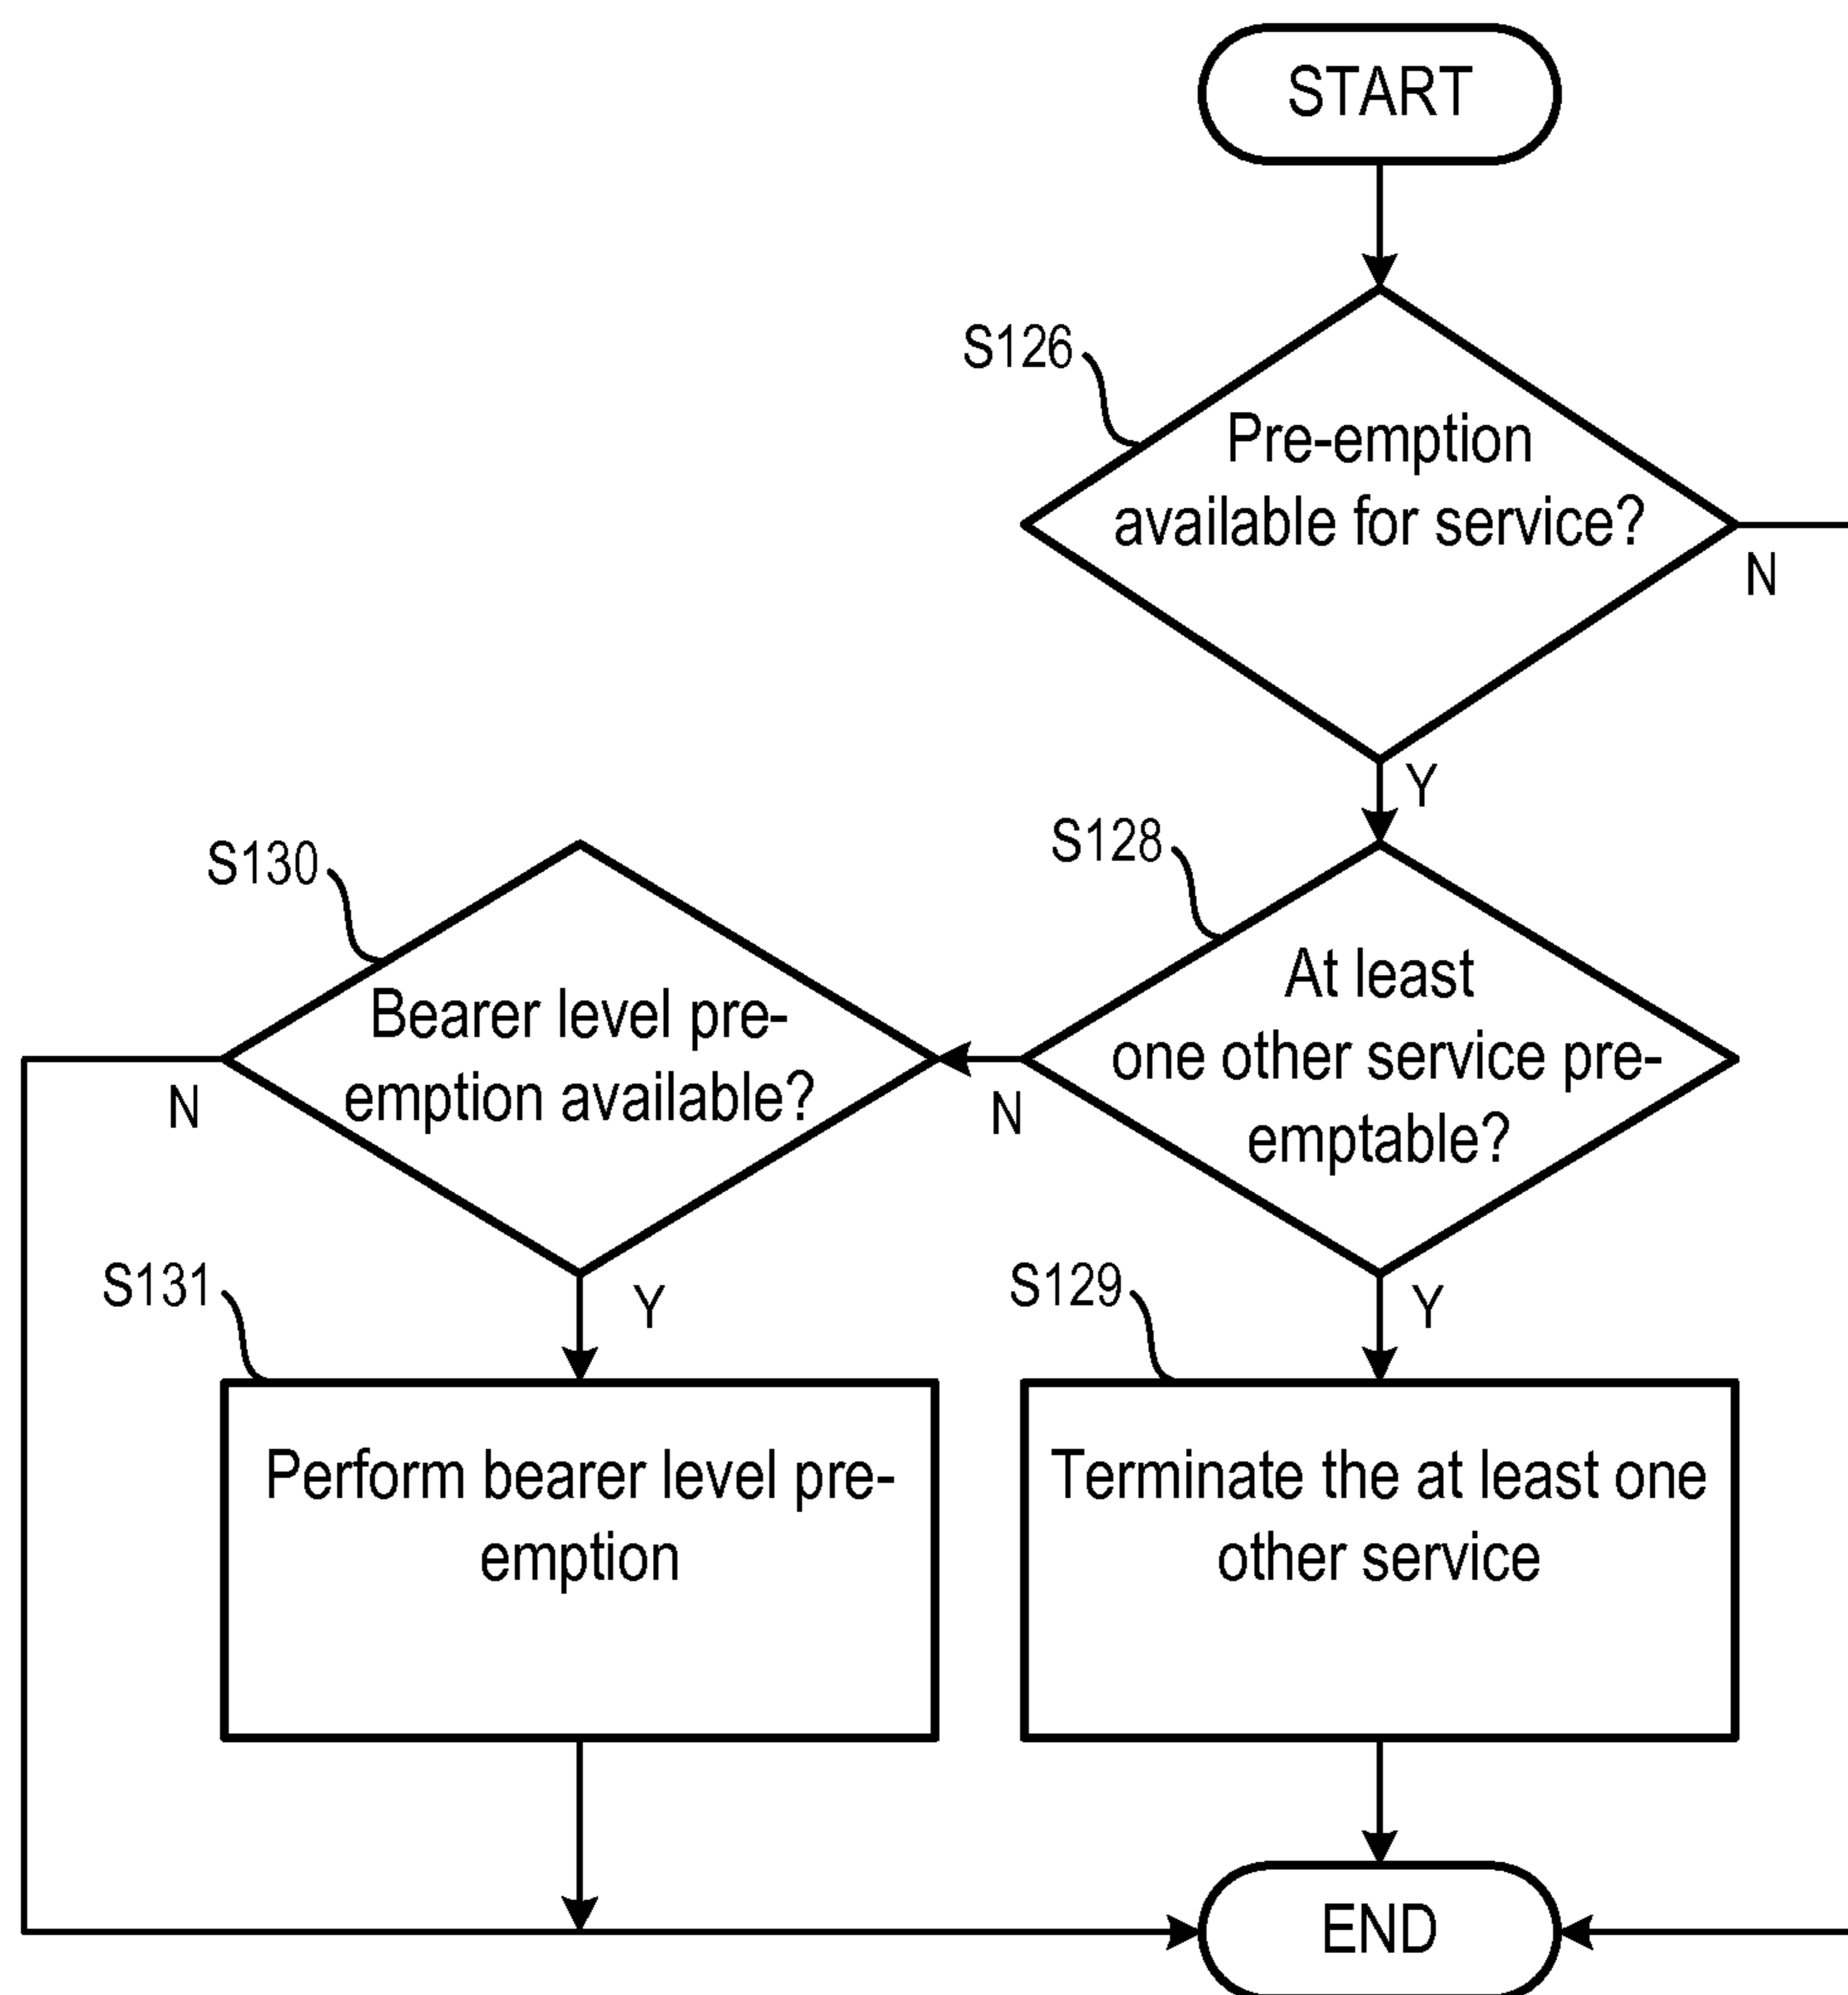 START
S126
Pre-emption
available for service?
N
Y
S128
At least
one other service pre-
emptable?
N
S130
Bearer level pre-
emption available?
N
Y
Y
S131
Perform bearer level pre-
emption
S129
Terminate the at least one
other service
END